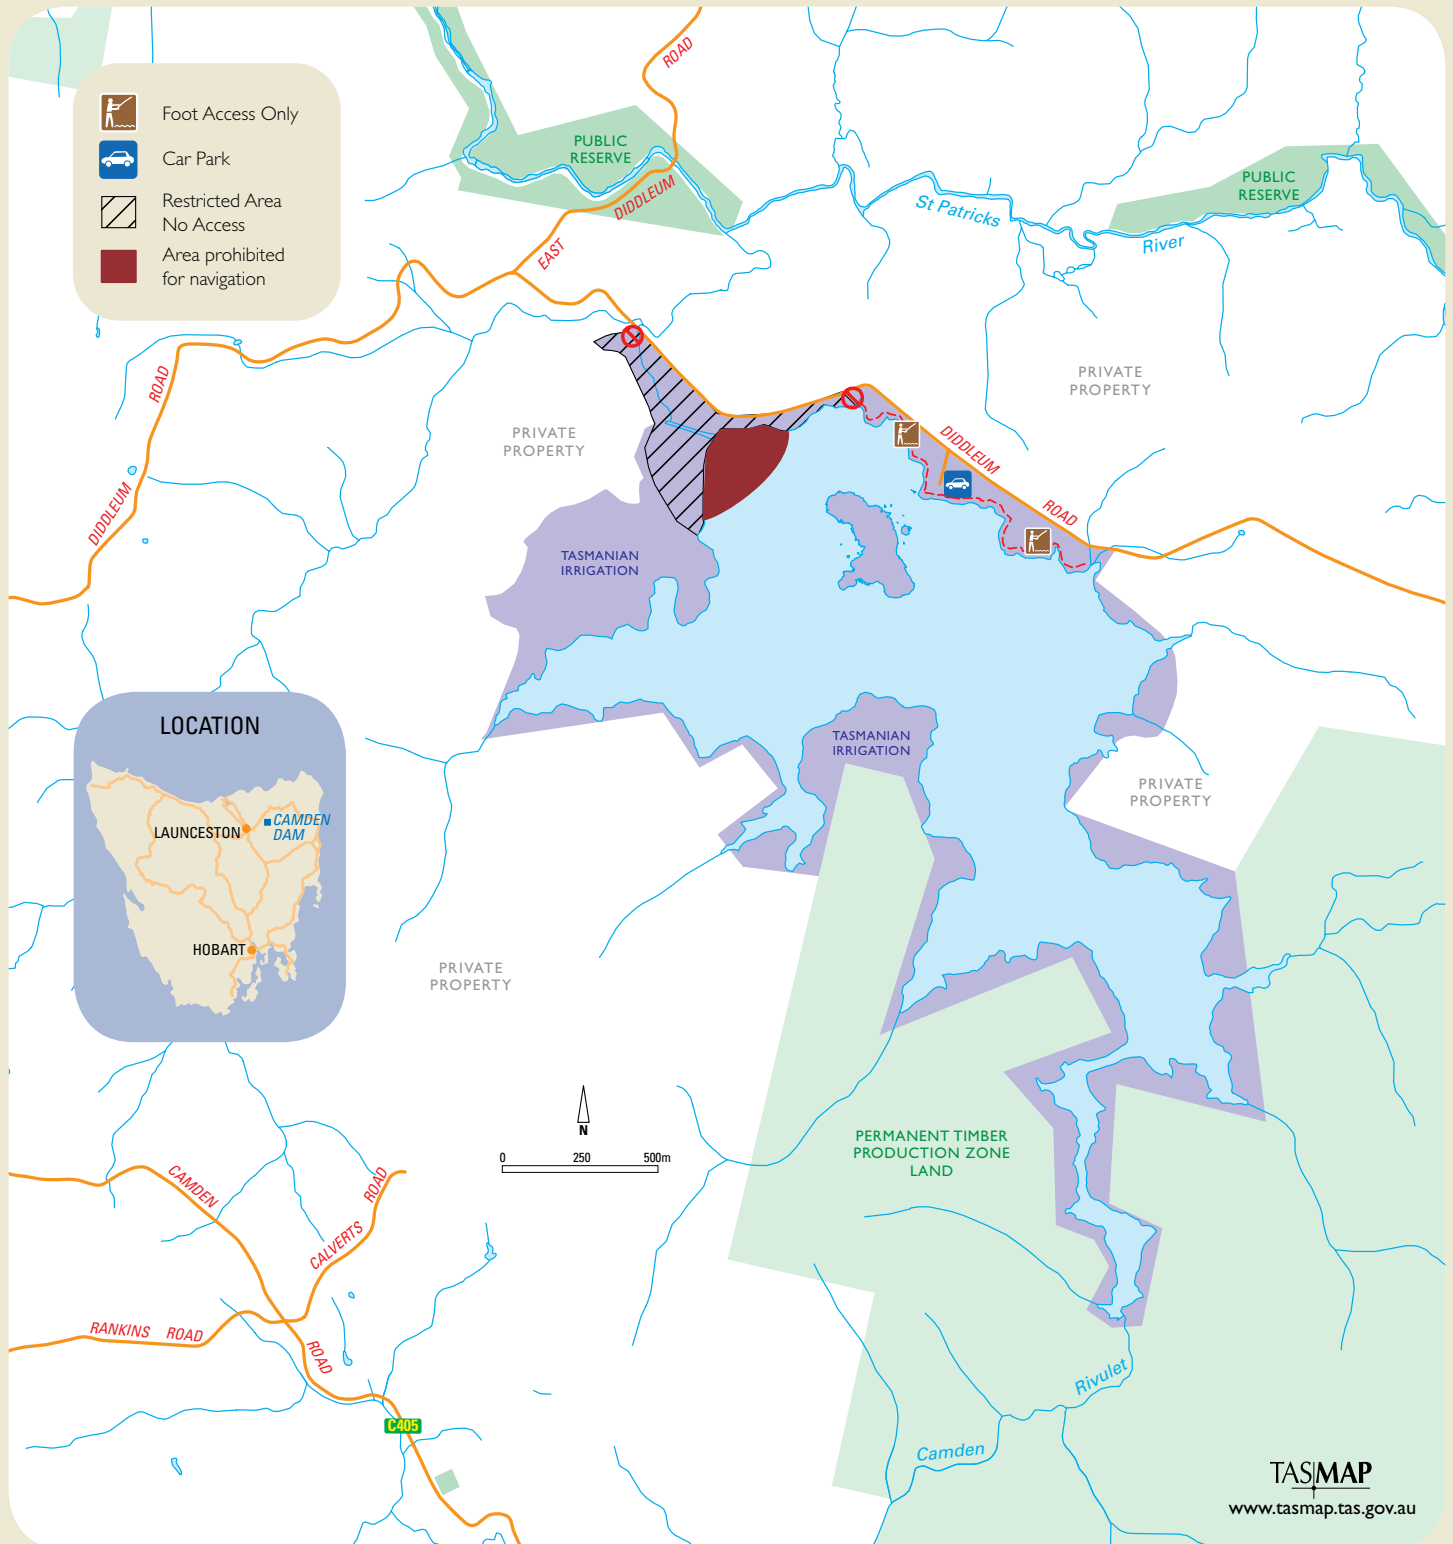 Foot Access Only
Car Park
Restricted Area
No Access
Area prohibited
for navigation
ROAD
PUBLIC
RESERVE
DIDDLEUM
EAST
St Patricks
River
PUBLIC
RESERVE
ROAD
DIDDLEUM
PRIVATE
PROPERTY
PRIVATE
PROPERTY
DIDDLEUM
ROAD
TASMANIAN
IRRIGATION
TASMANIAN
IRRIGATION
PRIVATE
PROPERTY
LOCATION
LAUNCESTON
CAMDEN
DAM
HOBART
PRIVATE
PROPERTY
N
0 250 500m
PERMANENT TIMBER
PRODUCTION ZONE
LAND
CAMDEN
ROAD
CALVERTS
ROAD
RANKINS ROAD
C405
Rivulet
Camden
TASMAP
www.tasmap.tas.gov.au